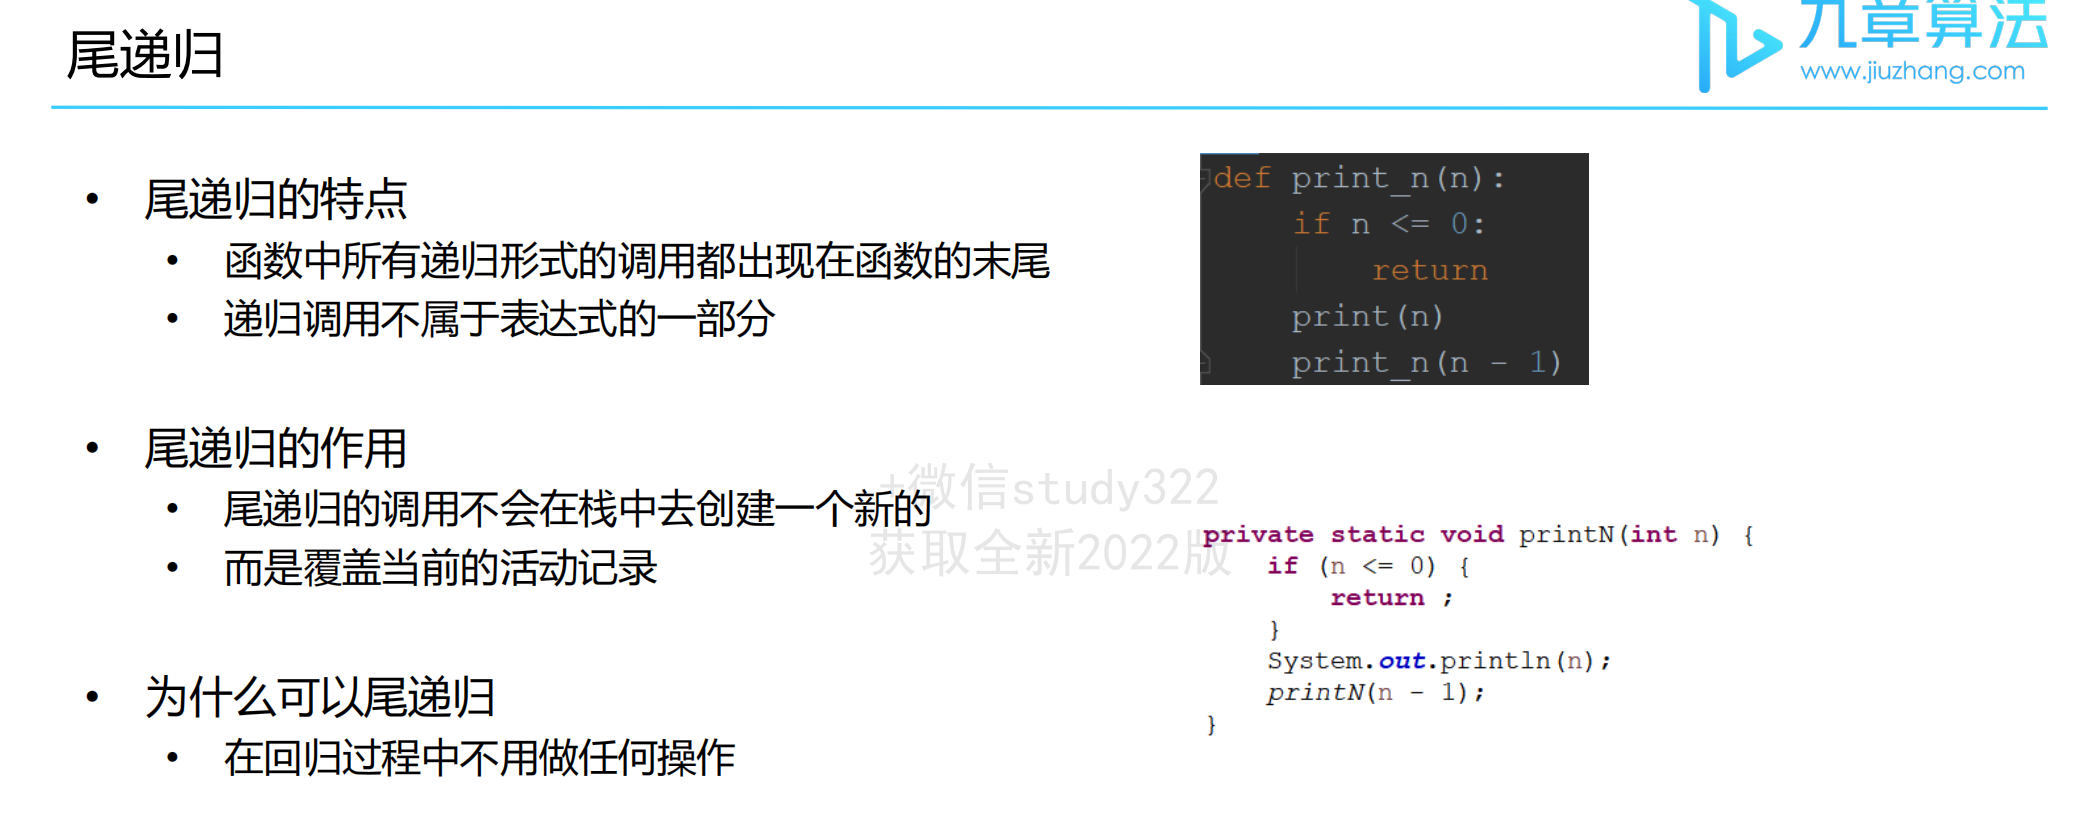 尾递归
九章算法
www.jiuzhang.com
• 尾递归的特点
• 函数中所有递归形式的调用都出现在函数的末尾
• 递归调用不属于表达式的一部分
• 尾递归的作用
• 尾递归的调用不会在栈中去创建一个新的
• 而是覆盖当前的活动记录
• 为什么可以尾递归
• 在回归过程中不用做任何操作
+微信study322
获取全新2022版
def print_n(n):
if n <= 0:
return
print(n)
print_n(n - 1)
private static void printN(int n) {
if (n <= 0) {
return ;
}
System.out.println(n);
printN(n - 1);
}